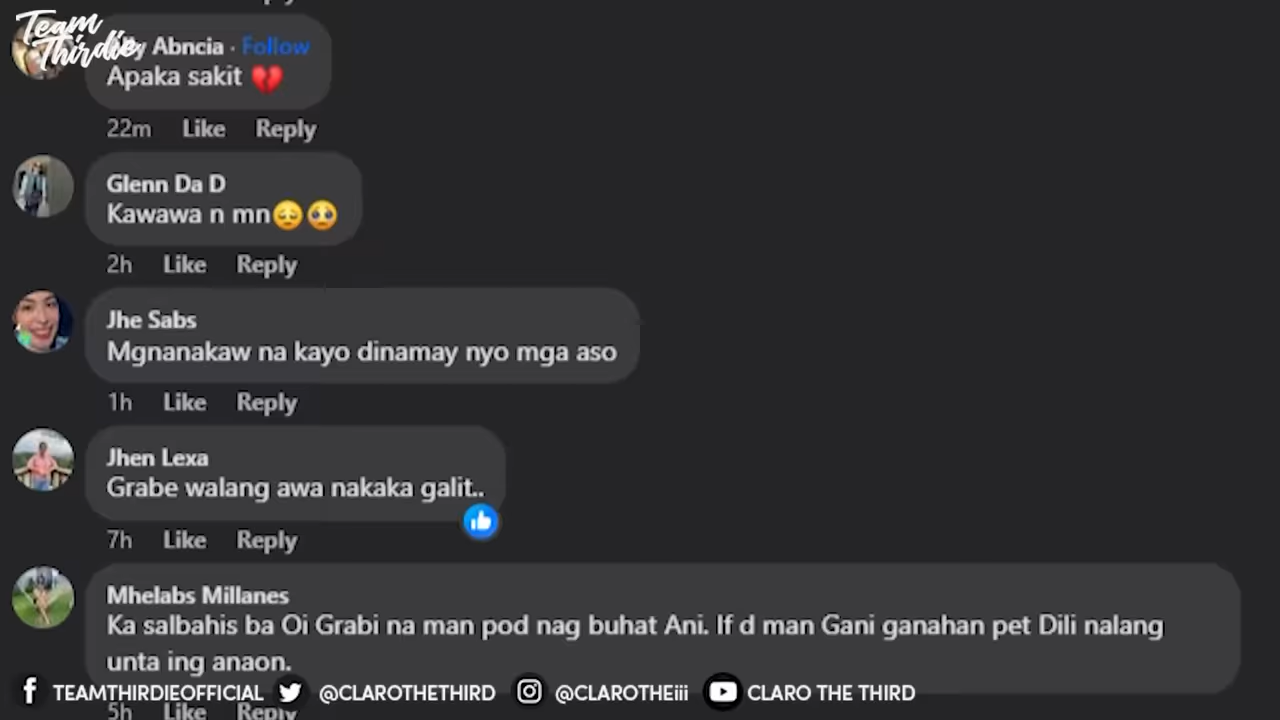 Team
Thirdie
Abncia · Follow
Apaka sakit 💔
22m Like Reply
Glenn Da D
Kawawa n mn😔🥹
2h Like Reply
Jhe Sabs
Mgnanakaw na kayo dinamay nyo mga aso
1h Like Reply
Jhen Lexa
Grabe walang awa nakaka galit..
7h Like Reply
Mhelabs Millanes
Ka salbahis ba Oi Grabi na man pod nag buhat Ani. If d man Gani ganahan pet Dili nalang
unta ing anaon.
TEAMTHIRDIEOFFICIAL @CLAROTHETHIRD @CLAROTHEiii CLARO THE THIRD
5h Like Reply